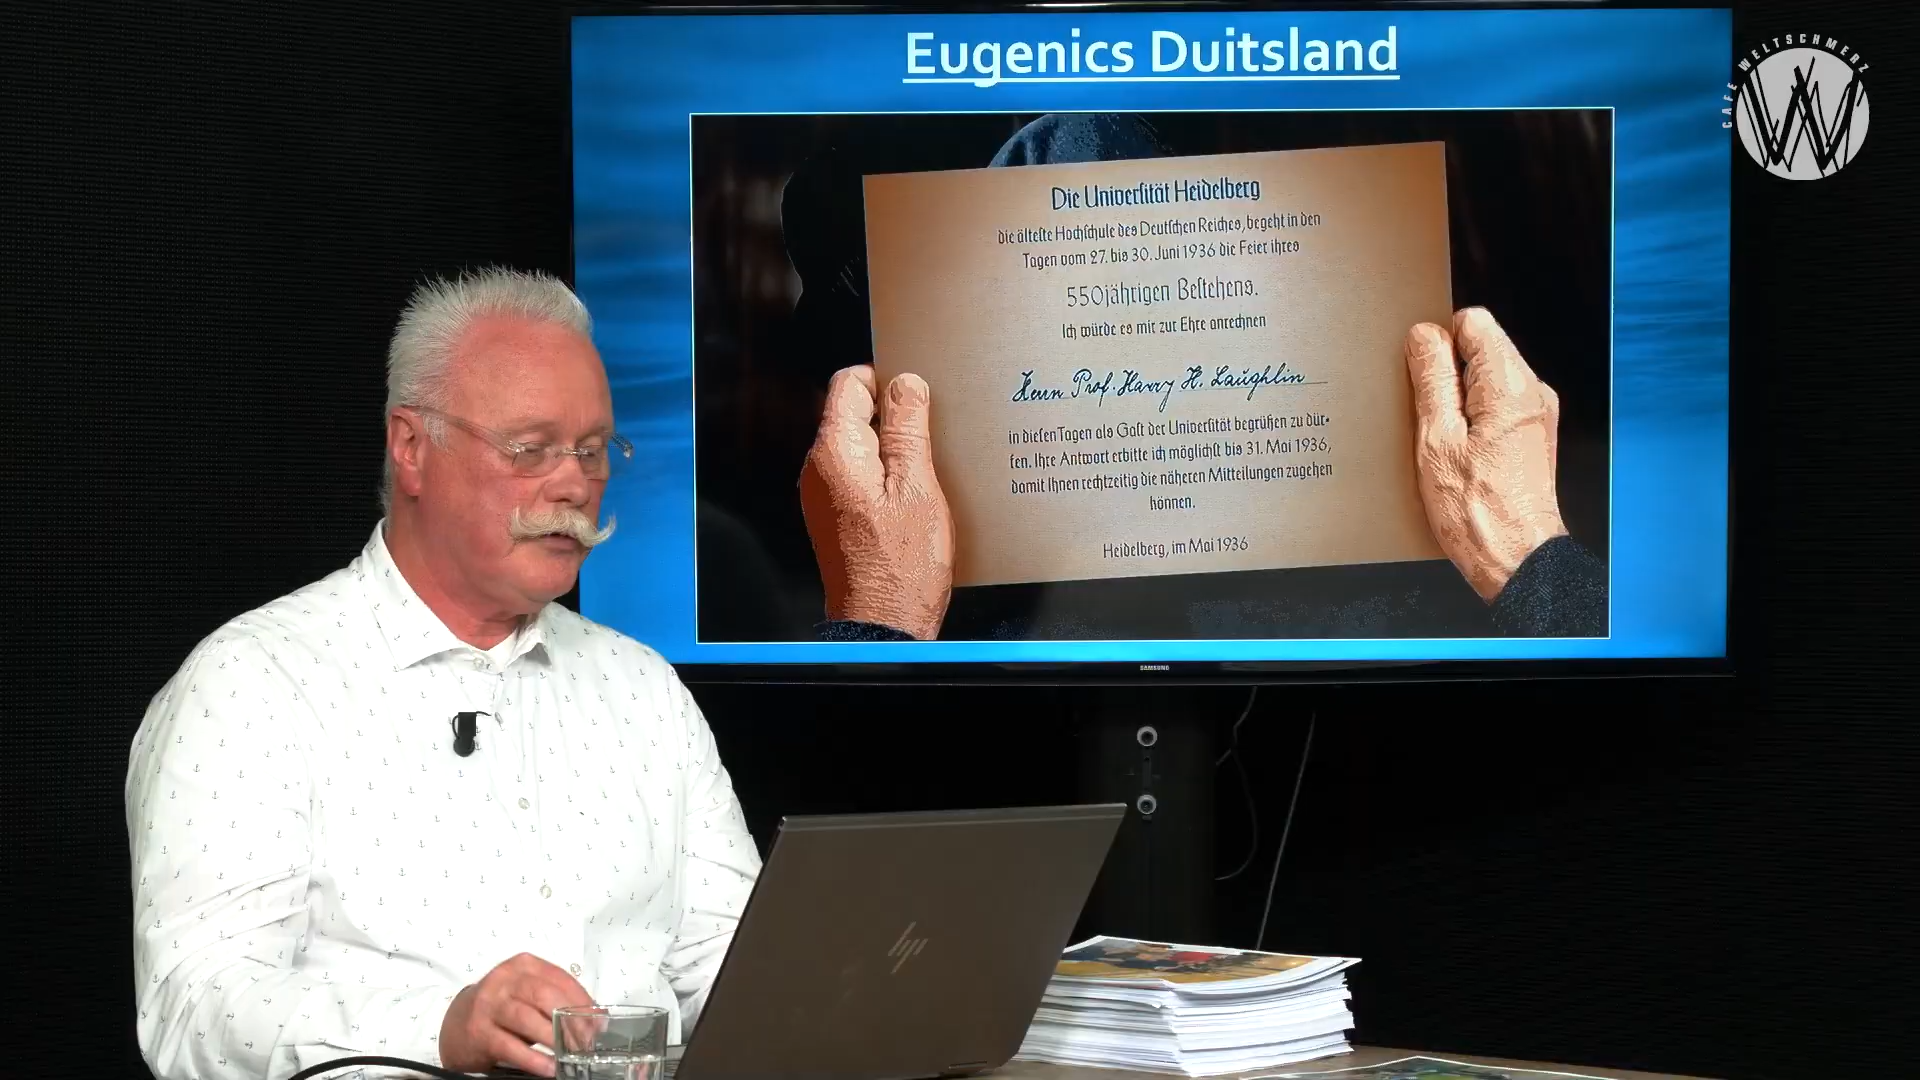 Eugenics Duitsland
CAFE WELTSCHMERZ
Die Universität Heidelberg
die älteste Hochschule des Deutschen Reiches, begeht in den
Tagen vom 27. bis 30. Juni 1936 die Feier ihres
550jährigen Bestehens.
Ich würde es mir zur Ehre anrechnen
Herrn Prof. Harry H. Laughlin
in diesen Tagen als Gast der Universität begrüßen zu dür-
fen. Ihre Antwort erbitte ich möglichst bis 31. Mai 1936,
damit Ihnen rechtzeitig die näheren Mitteilungen zugehen
können.
Heidelberg, im Mai 1936
SAMSUNG
hp